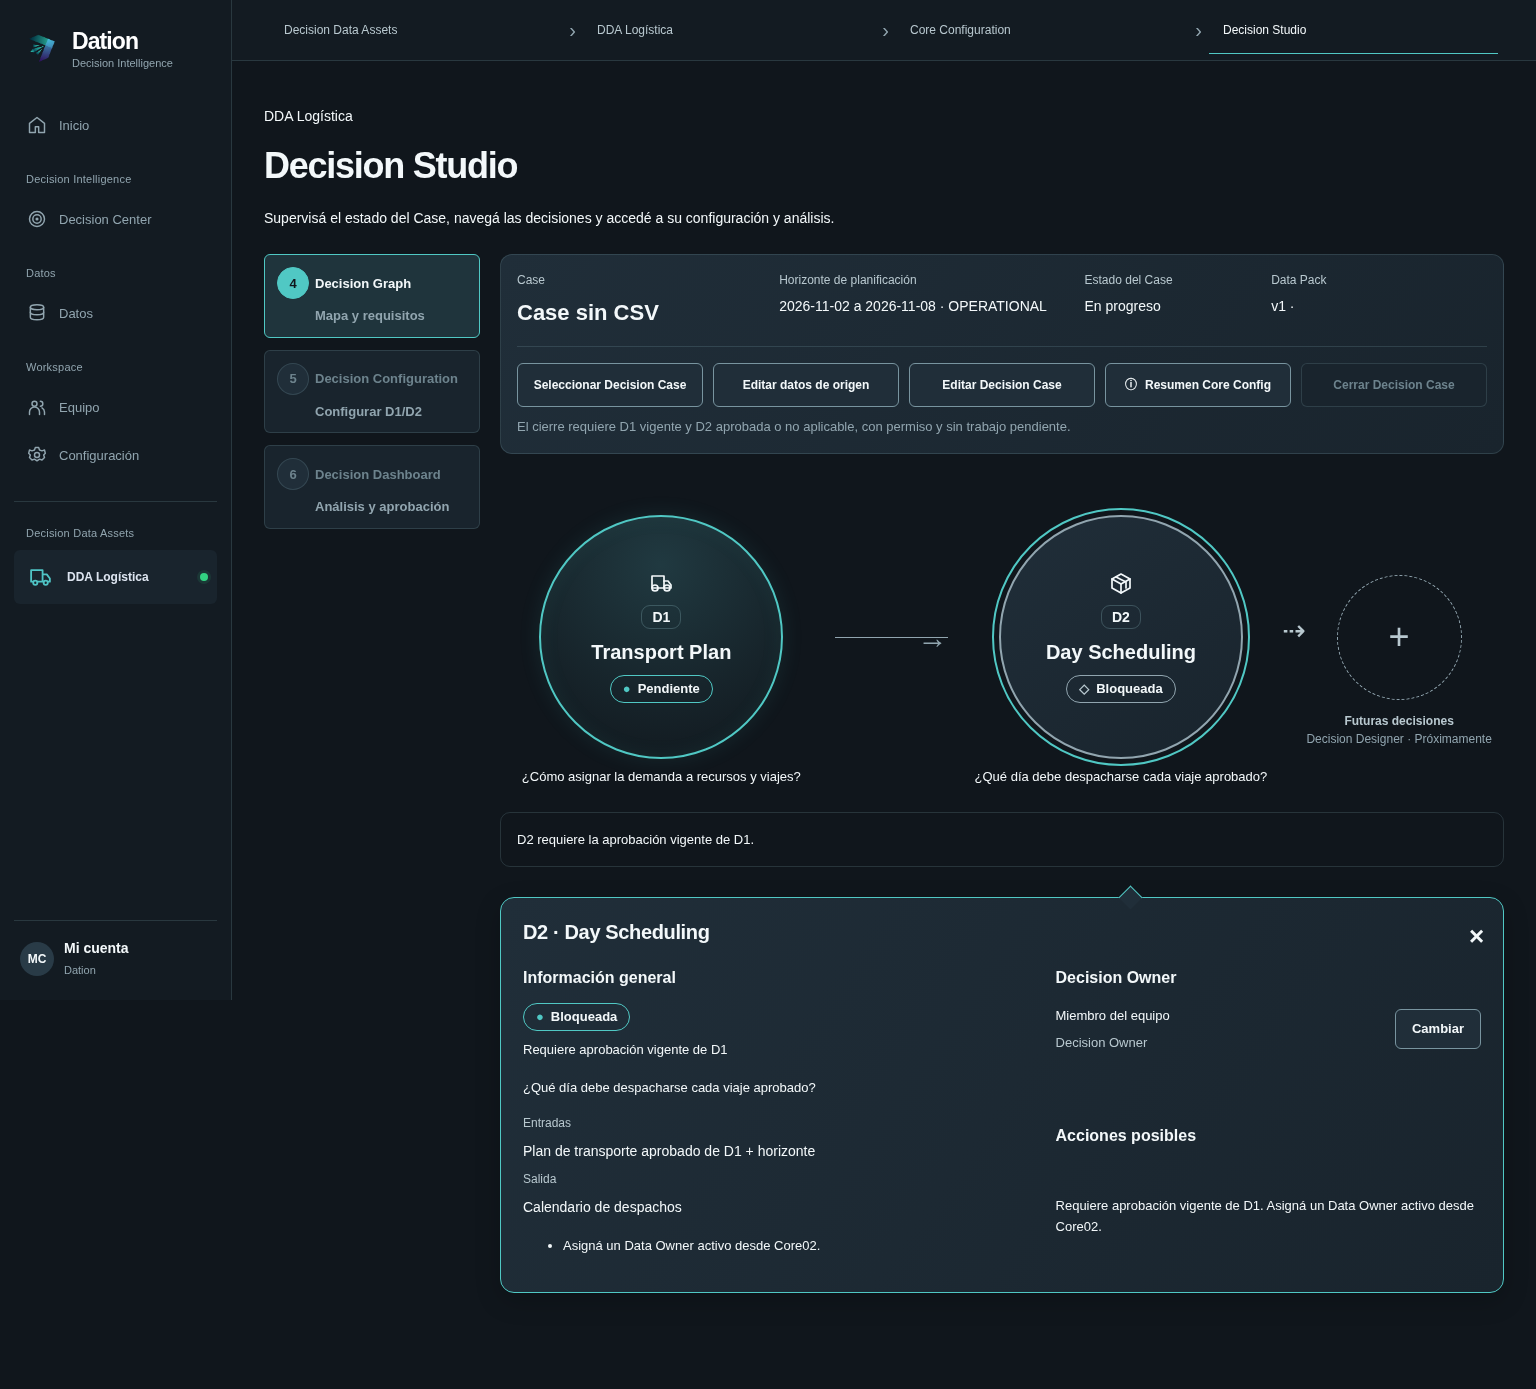 Dation
Decision Intelligence
Inicio
Decision Intelligence
Decision Center
Datos
Datos
Workspace
Equipo
Configuración
Decision Data Assets
DDA Logística
MC
Mi cuenta
Dation
Decision Data Assets › DDA Logística › Core Configuration › Decision Studio
DDA Logística
Decision Studio
Supervisá el estado del Case, navegá las decisiones y accedé a su configuración y análisis.
4 Decision Graph
Mapa y requisitos
5 Decision Configuration
Configurar D1/D2
6 Decision Dashboard
Análisis y aprobación
Case
Case sin CSV
Horizonte de planificación
2026-11-02 a 2026-11-08 · OPERATIONAL
Estado del Case
En progreso
Data Pack
v1 ·
Seleccionar Decision Case
Editar datos de origen
Editar Decision Case
Resumen Core Config
Cerrar Decision Case
El cierre requiere D1 vigente y D2 aprobada o no aplicable, con permiso y sin trabajo pendiente.
D1
Transport Plan
Pendiente
¿Cómo asignar la demanda a recursos y viajes?
→
D2
Day Scheduling
Bloqueada
¿Qué día debe despacharse cada viaje aprobado?
⇢
+
Futuras decisiones
Decision Designer · Próximamente
D2 requiere la aprobación vigente de D1.
D2 · Day Scheduling
×
Información general
Bloqueada
Requiere aprobación vigente de D1
¿Qué día debe despacharse cada viaje aprobado?
Entradas
Plan de transporte aprobado de D1 + horizonte
Salida
Calendario de despachos
• Asigná un Data Owner activo desde Core02.
Decision Owner
Miembro del equipo
Decision Owner
Cambiar
Acciones posibles
Requiere aprobación vigente de D1. Asigná un Data Owner activo desde
Core02.